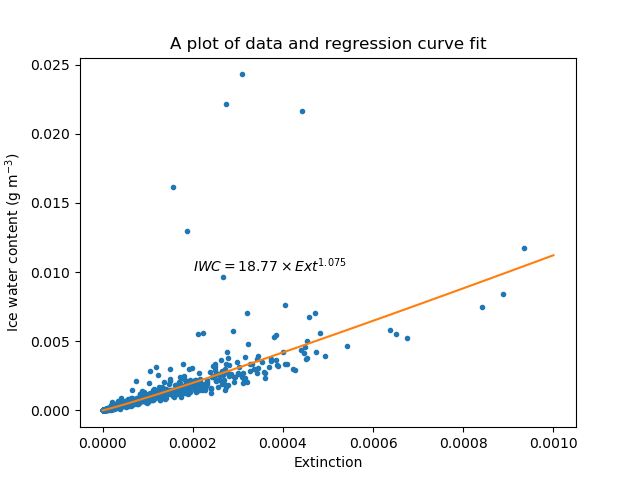 A plot of data and regression curve fit
0.025
0.020
0.015
0.010
0.005
0.000
Ice water content (g m⁻³)
IWC = 18.77 × Ext¹·⁰⁷⁵
0.0000 0.0002 0.0004 0.0006 0.0008 0.0010
Extinction